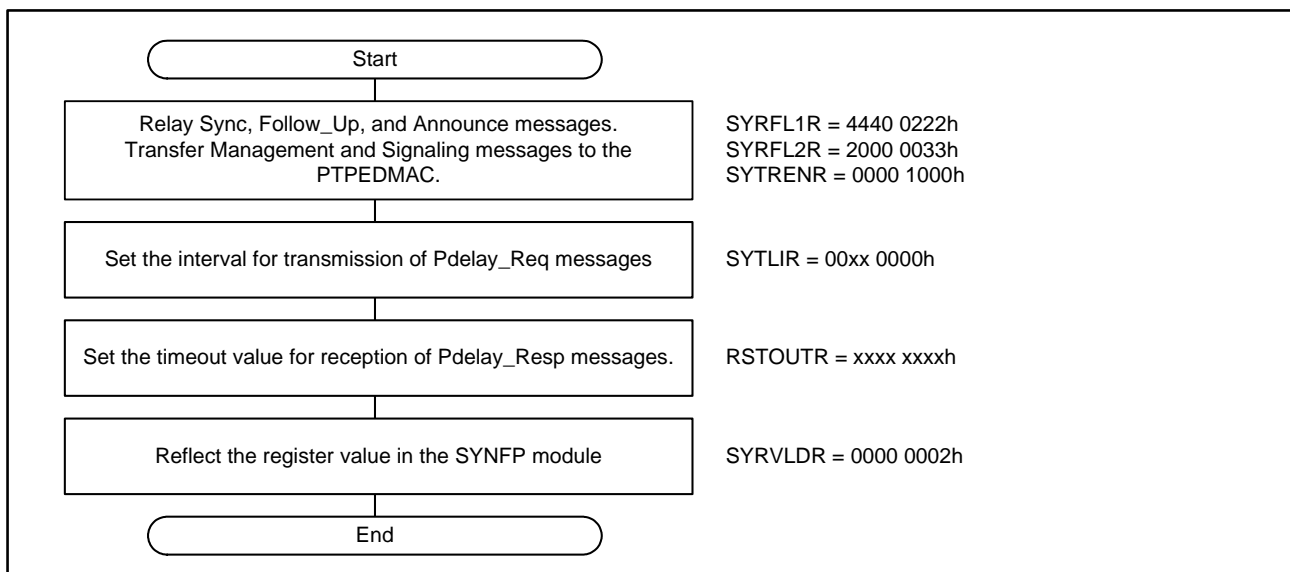 Start
Relay Sync, Follow_Up, and Announce messages.
Transfer Management and Signaling messages to the
PTPEDMAC.
SYRFL1R = 4440 0222h
SYRFL2R = 2000 0033h
SYTRENR = 0000 1000h
Set the interval for transmission of Pdelay_Req messages
SYTLIR = 00xx 0000h
Set the timeout value for reception of Pdelay_Resp messages.
RSTOUTR = xxxx xxxxh
Reflect the register value in the SYNFP module
SYRVLDR = 0000 0002h
End